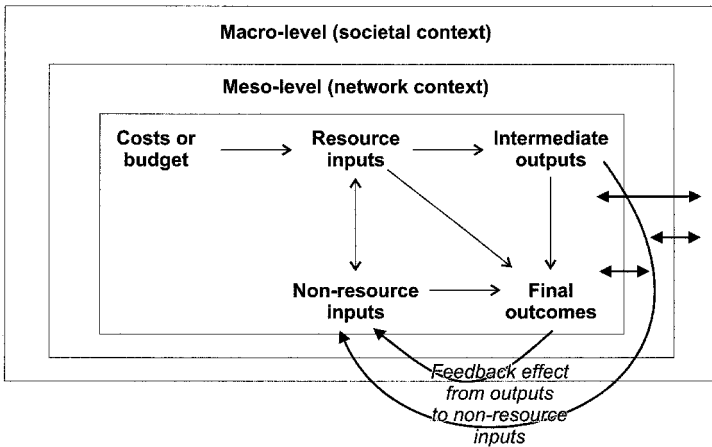 Macro-level (societal context)
Meso-level (network context)
Costs or
budget
Resource
inputs
Intermediate
outputs
Non-resource
inputs
Final
outcomes
Feedback effect
from outputs
to non-resource
inputs